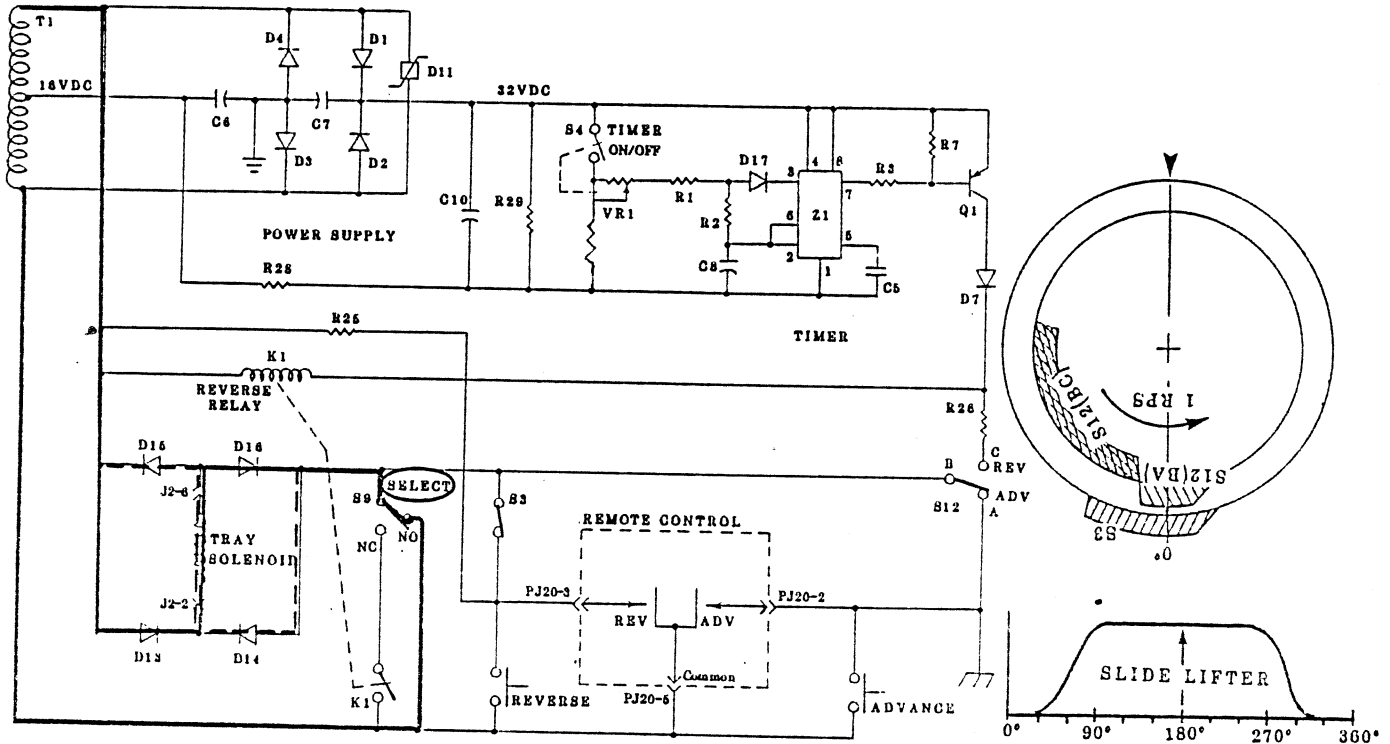 T1
D4
D1
D11
16VDC
32VDC
C6
C7
D3
D2
S4 TIMER
ON/OFF
D17
4
8
R7
3
7
R3
R1
C10
R29
VR1
R2
6
Z1
5
2
1
Q1
POWER SUPPLY
R28
C8
C5
D7
R25
TIMER
K1
REVERSE
RELAY
R26
D15
D16
J2-6
S9
SELECT
S3
B
C
REV
S12
ADV
A
REMOTE CONTROL
NC
NO
TRAY
SOLENOID
J2-2
PJ20-3
PJ20-2
REV
ADV
D13
D14
Common
K1
REVERSE
PJ20-5
ADVANCE
1 RPS
S12(BC)
S12(BA)
S3
0°
SLIDE LIFTER
0°
90°
180°
270°
360°